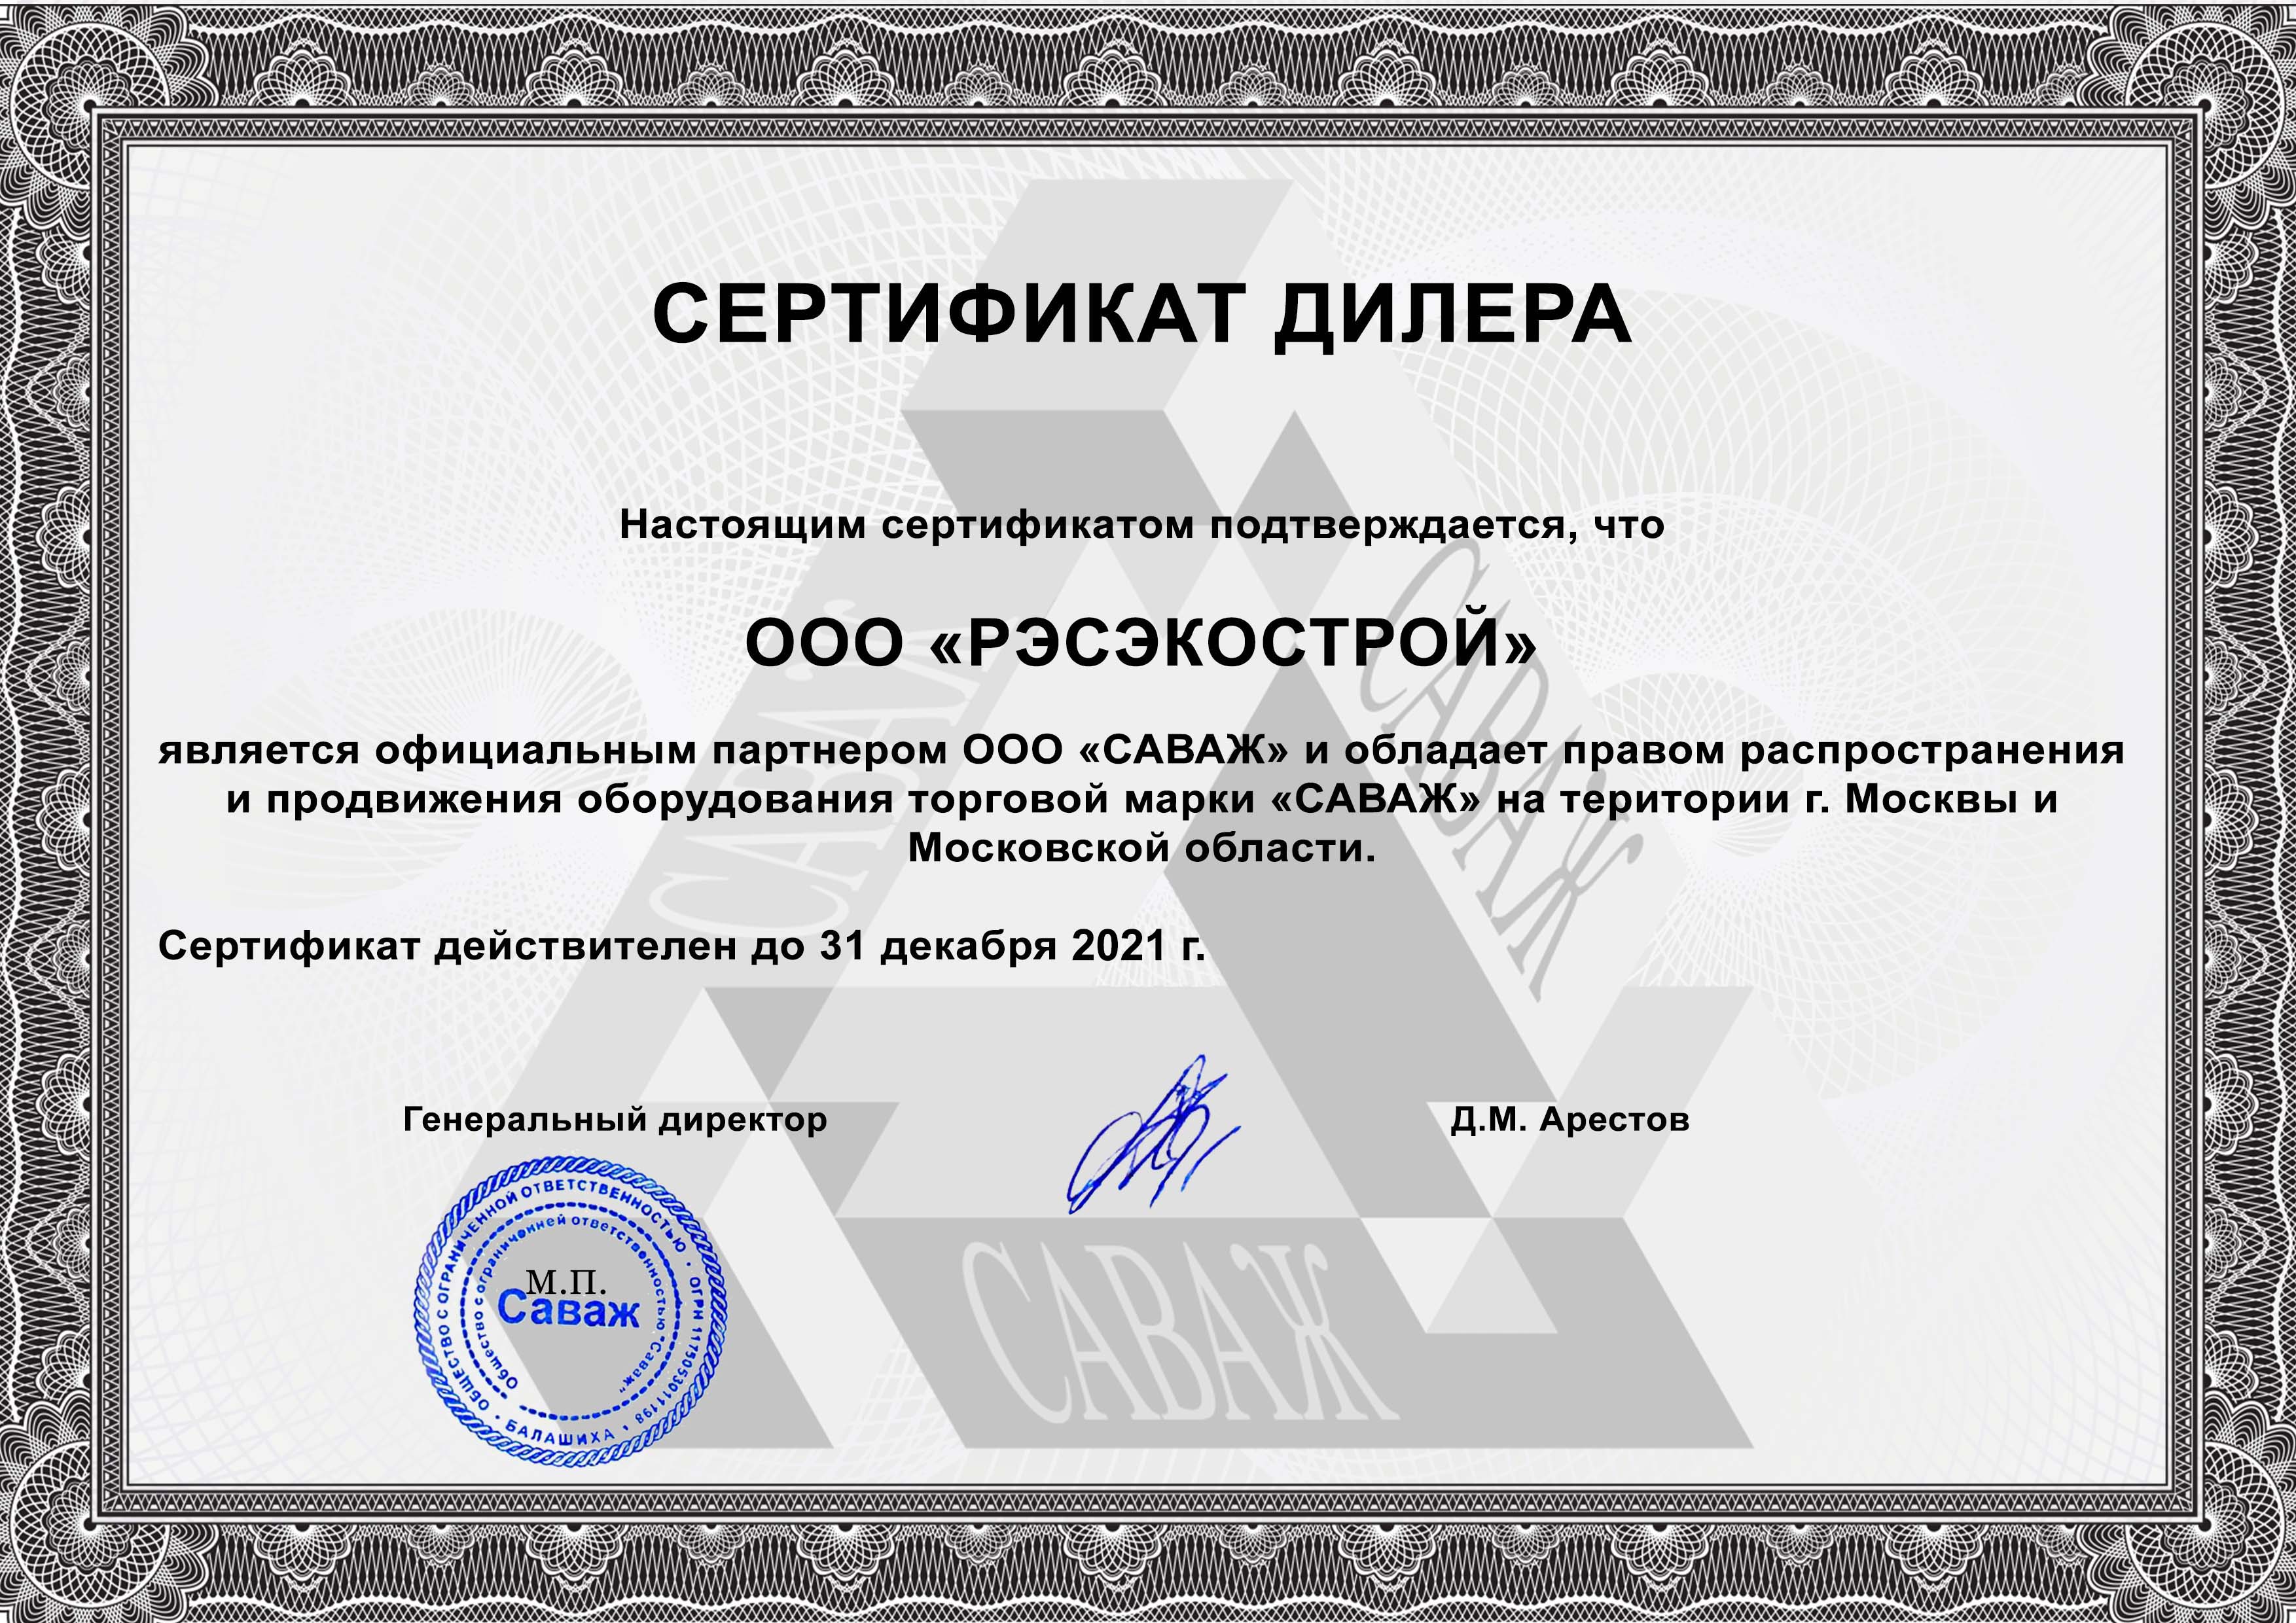 СЕРТИФИКАТ ДИЛЕРА
Настоящим сертификатом подтверждается, что
ООО «РЭСЭКОСТРОЙ»
является официальным партнером ООО «САВАЖ» и обладает правом распространения
и продвижения оборудования торговой марки «САВАЖ» на територии г. Москвы и
Московской области.
САВАЖ
САВАЖ
Сертификат действителен до 31 декабря 2021 г.
Генеральный директор
Д.М. Арестов
ОБЩЕСТВО С ОГРАНИЧЕННОЙ ОТВЕТСТВЕННОСТЬЮ • ОГРН 1175053011198 • БАЛАШИХА •
Общество с ограниченней ответственностью "Саваж"
М.П.
Саваж
САВАЖ